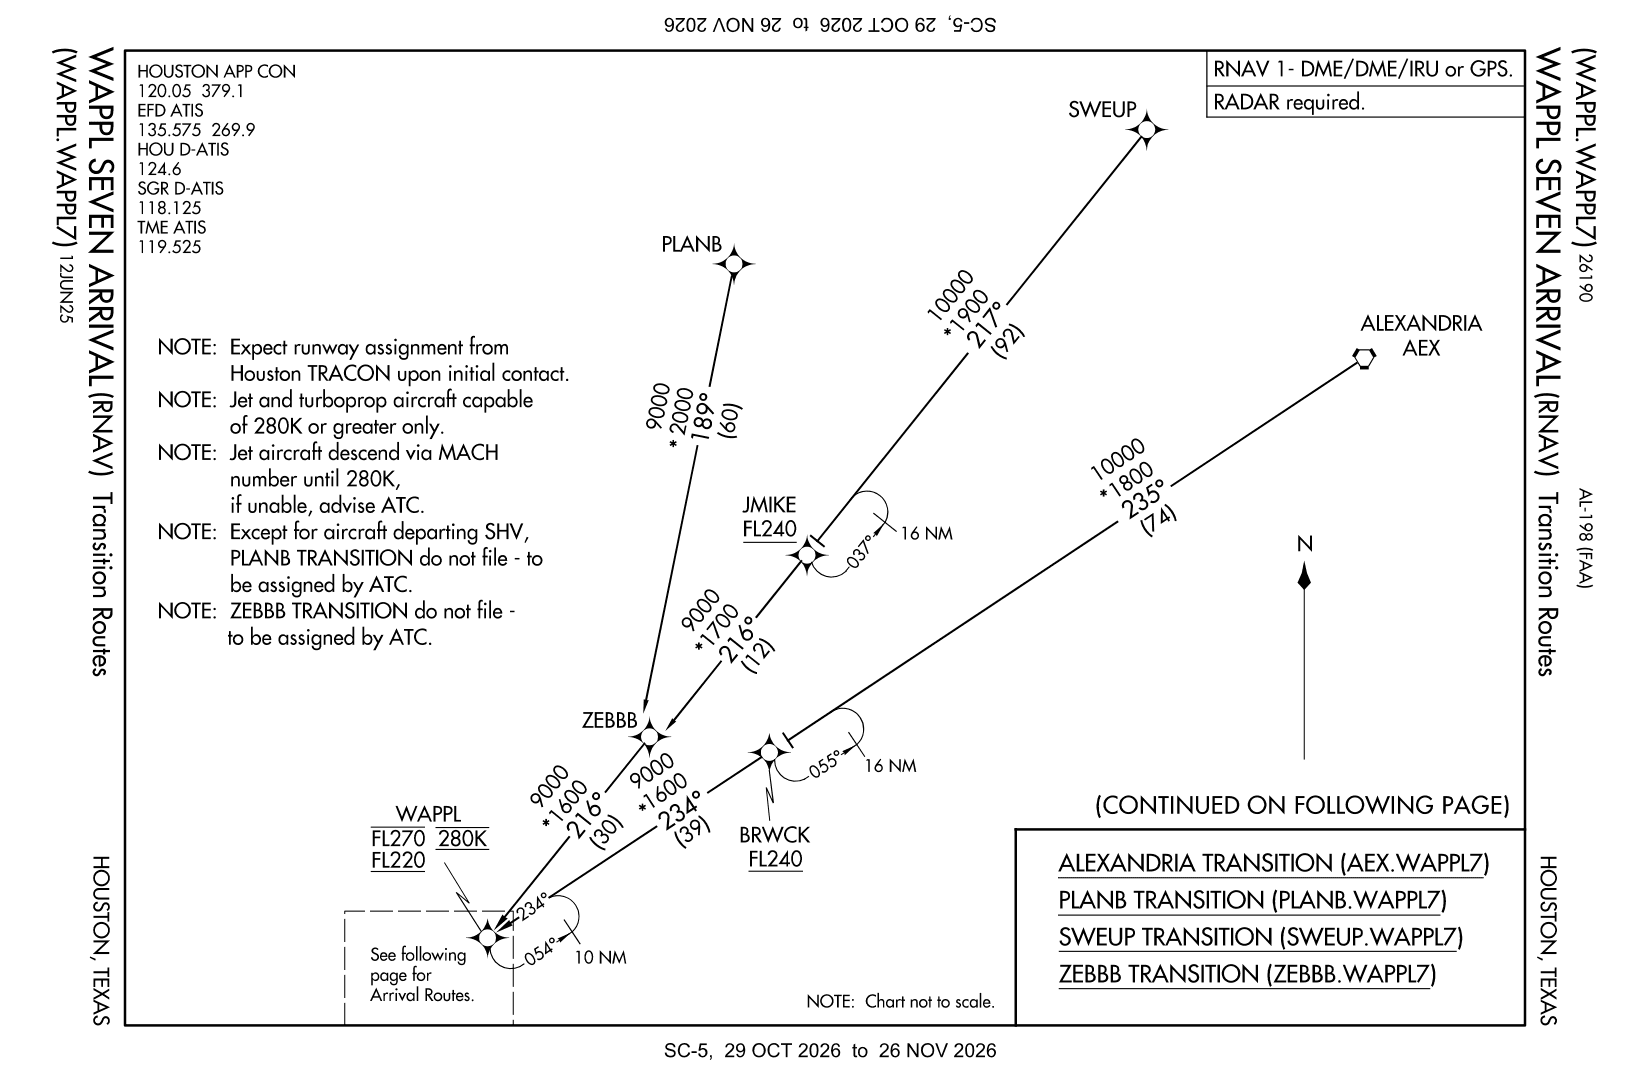 SC-5, 29 OCT 2026 to 26 NOV 2026
(WAPPL.WAPPL7) 12JUN25
WAPPL SEVEN ARRIVAL (RNAV) Transition Routes
HOUSTON, TEXAS
HOUSTON APP CON
120.05 379.1
EFD ATIS
135.575 269.9
HOU D-ATIS
124.6
SGR D-ATIS
118.125
TME ATIS
119.525
RNAV 1- DME/DME/IRU or GPS.
RADAR required.
SWEUP
PLANB
10000
*1900
217°
(92)
ALEXANDRIA
AEX
NOTE: Expect runway assignment from
Houston TRACON upon initial contact.
NOTE: Jet and turboprop aircraft capable
of 280K or greater only.
NOTE: Jet aircraft descend via MACH
number until 280K,
if unable, advise ATC.
NOTE: Except for aircraft departing SHV,
PLANB TRANSITION do not file - to
be assigned by ATC.
NOTE: ZEBBB TRANSITION do not file -
to be assigned by ATC.
9000
*2000
189°
(60)
10000
*1800
235°
(74)
JMIKE
FL240
16 NM
037°
N
9000
*1700
216°
(12)
ZEBBB
055°
16 NM
9000
*1600
216°
(30)
9000
*1600
234°
(39)
BRWCK
FL240
WAPPL
FL270 280K
FL220
234°
054°
10 NM
See following
page for
Arrival Routes.
NOTE: Chart not to scale.
(CONTINUED ON FOLLOWING PAGE)
ALEXANDRIA TRANSITION (AEX.WAPPL7)
PLANB TRANSITION (PLANB.WAPPL7)
SWEUP TRANSITION (SWEUP.WAPPL7)
ZEBBB TRANSITION (ZEBBB.WAPPL7)
(WAPPL.WAPPL7) 26190
AL-198 (FAA)
WAPPL SEVEN ARRIVAL (RNAV) Transition Routes
HOUSTON, TEXAS
SC-5, 29 OCT 2026 to 26 NOV 2026